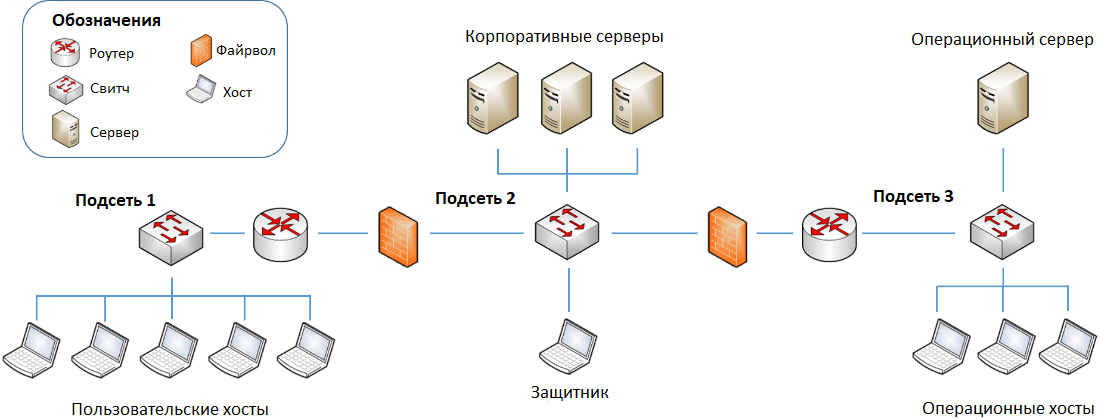 Обозначения
Роутер
Файрвол
Свитч
Хост
Сервер
Корпоративные серверы
Операционный сервер
Подсеть 1
Подсеть 2
Подсеть 3
Пользовательские хосты
Защитник
Операционные хосты